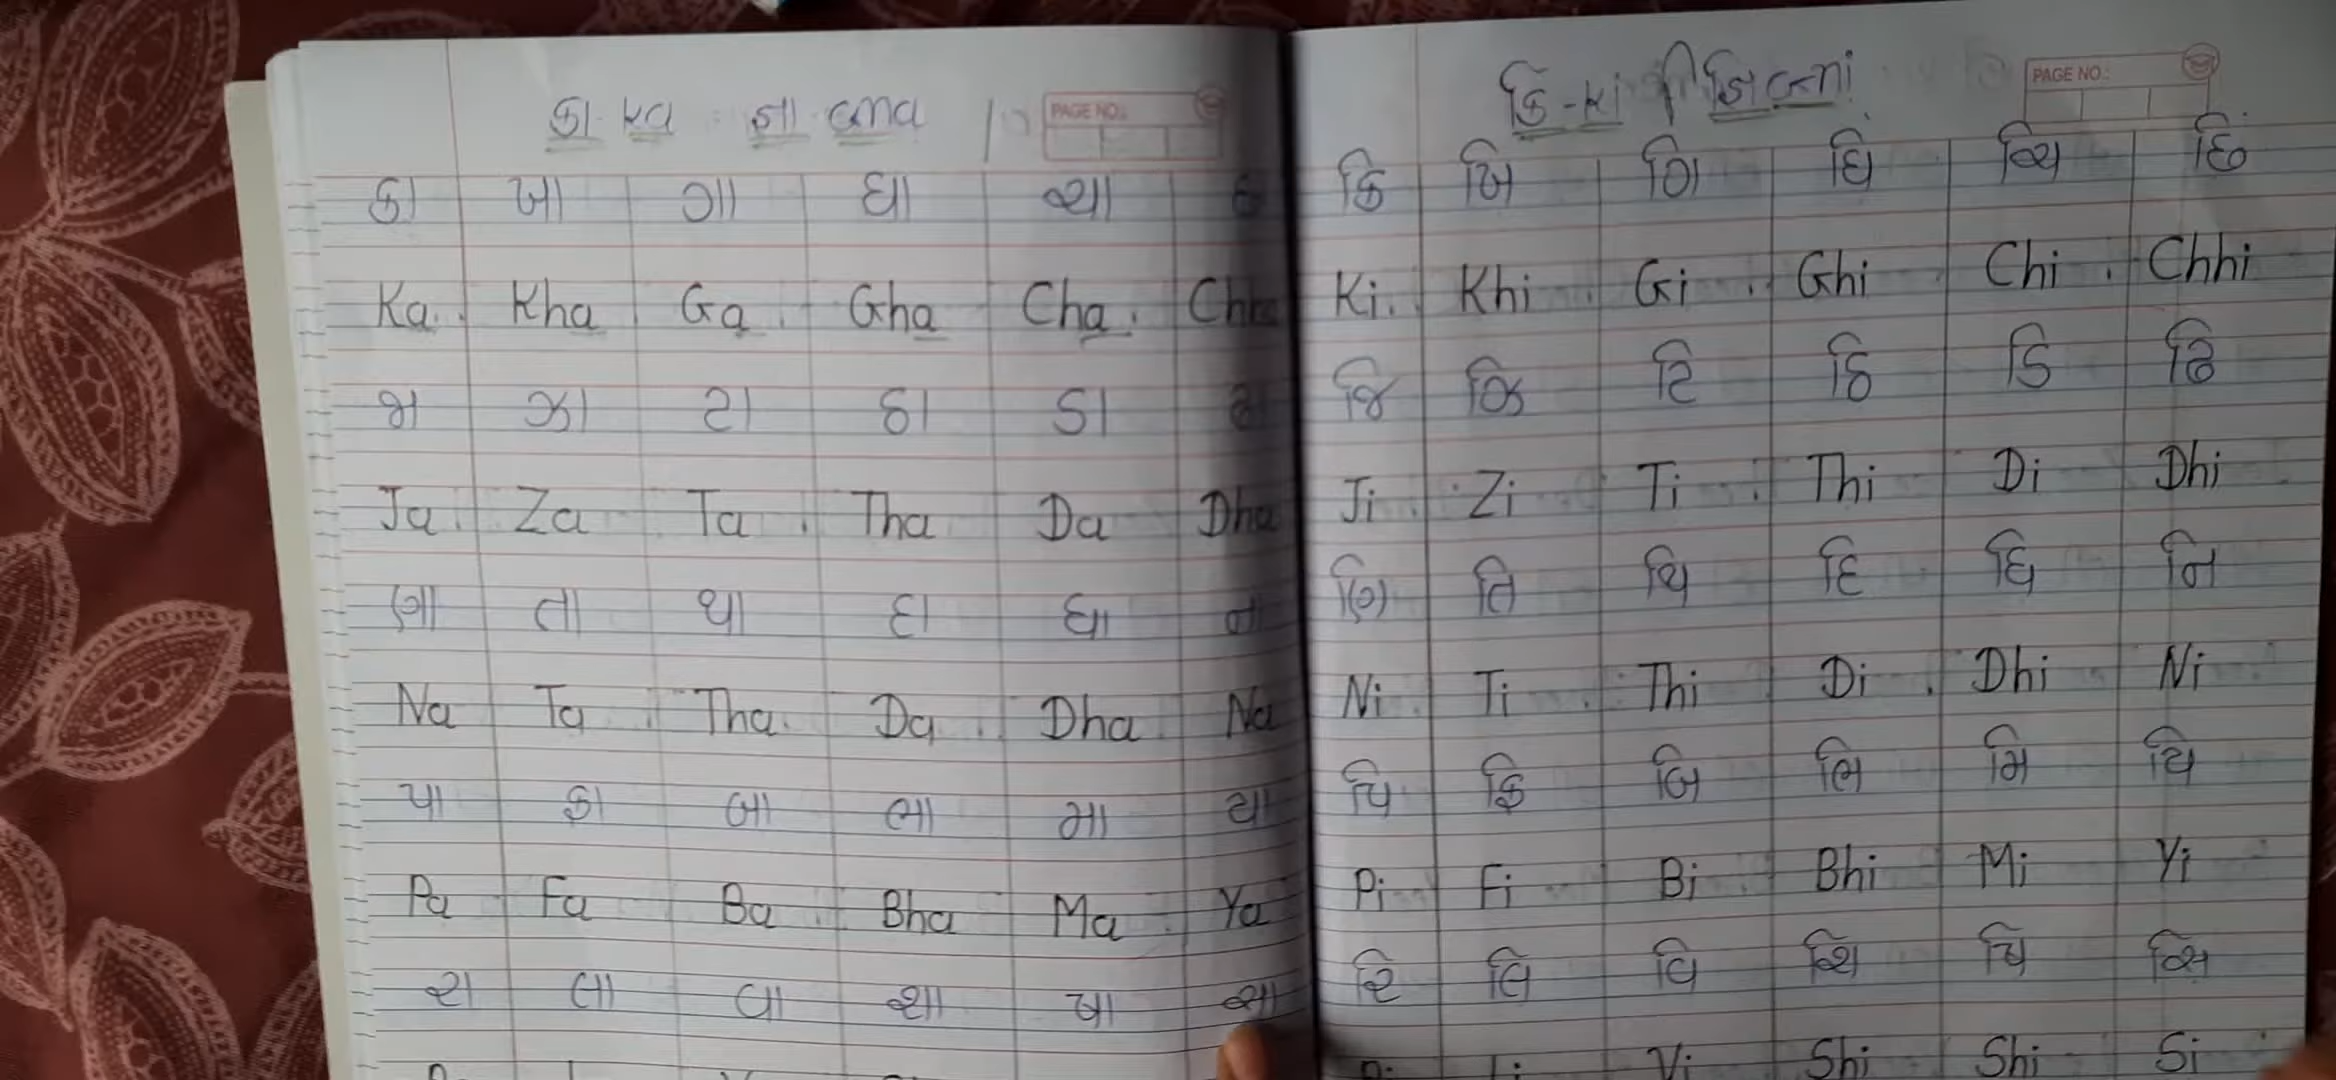 કા Ka જ્ઞા Gna
PAGE NO.:
કા ખા ગા ઘા ચા
Ka Kha Ga Gha Cha
જા ઝા ટા ઠા ડા ઢા
Ja Za Ta Tha Da Dha
ણા તા થા દા ધા ના
Na Ta Tha Da Dha Na
પા ફા બા ભા મા યા
Pa Fa Ba Bha Ma Ya
રા લા વા શા ષા સા
કિ-Ki િ જ્ઞિ Gni
PAGE NO.:
કિ ખિ ગિ ઘિ ચિ છિ
Ki Khi Gi Ghi Chi Chhi
જિ ઝિ ટિ ઠિ ડિ ઢિ
Ji Zi Ti Thi Di Dhi
ણિ તિ થિ દિ ધિ નિ
Ni Ti Thi Di Dhi Ni
પિ ફિ બિ ભિ મિ યિ
Pi Fi Bi Bhi Mi Yi
રિ લિ વિ શિ ષિ સિ
Vi Shi Shi Si